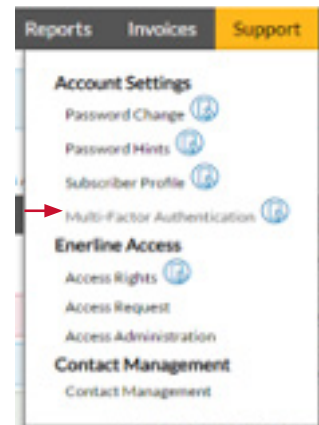 Reports Invoices Support
Account Settings
Password Change
Password Hints
Subscriber Profile
Multi-Factor Authentication
Enerline Access
Access Rights
Access Request
Access Administration
Contact Management
Contact Management